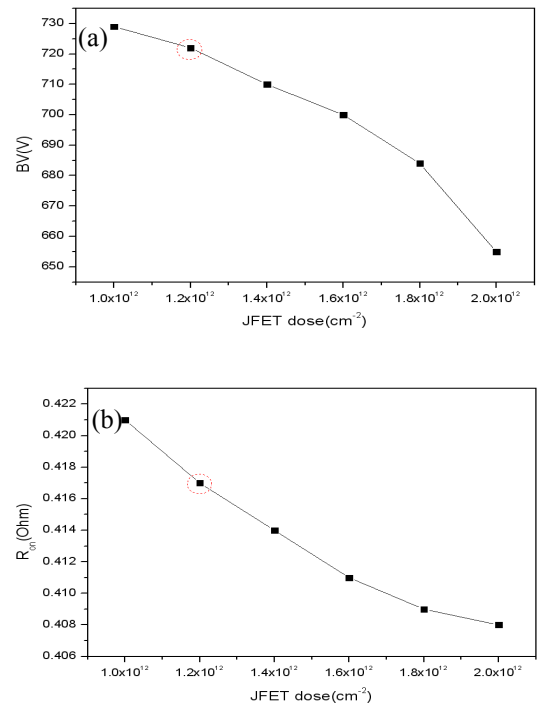 (a)
BV(V)
730
720
710
700
690
680
670
660
650
1.0x10¹² 1.2x10¹² 1.4x10¹² 1.6x10¹² 1.8x10¹² 2.0x10¹²
JFET dose(cm⁻²)
(b)
Rₒₙ(Ohm)
0.422
0.420
0.418
0.416
0.414
0.412
0.410
0.408
0.406
1.0x10¹² 1.2x10¹² 1.4x10¹² 1.6x10¹² 1.8x10¹² 2.0x10¹²
JFET dose(cm⁻²)